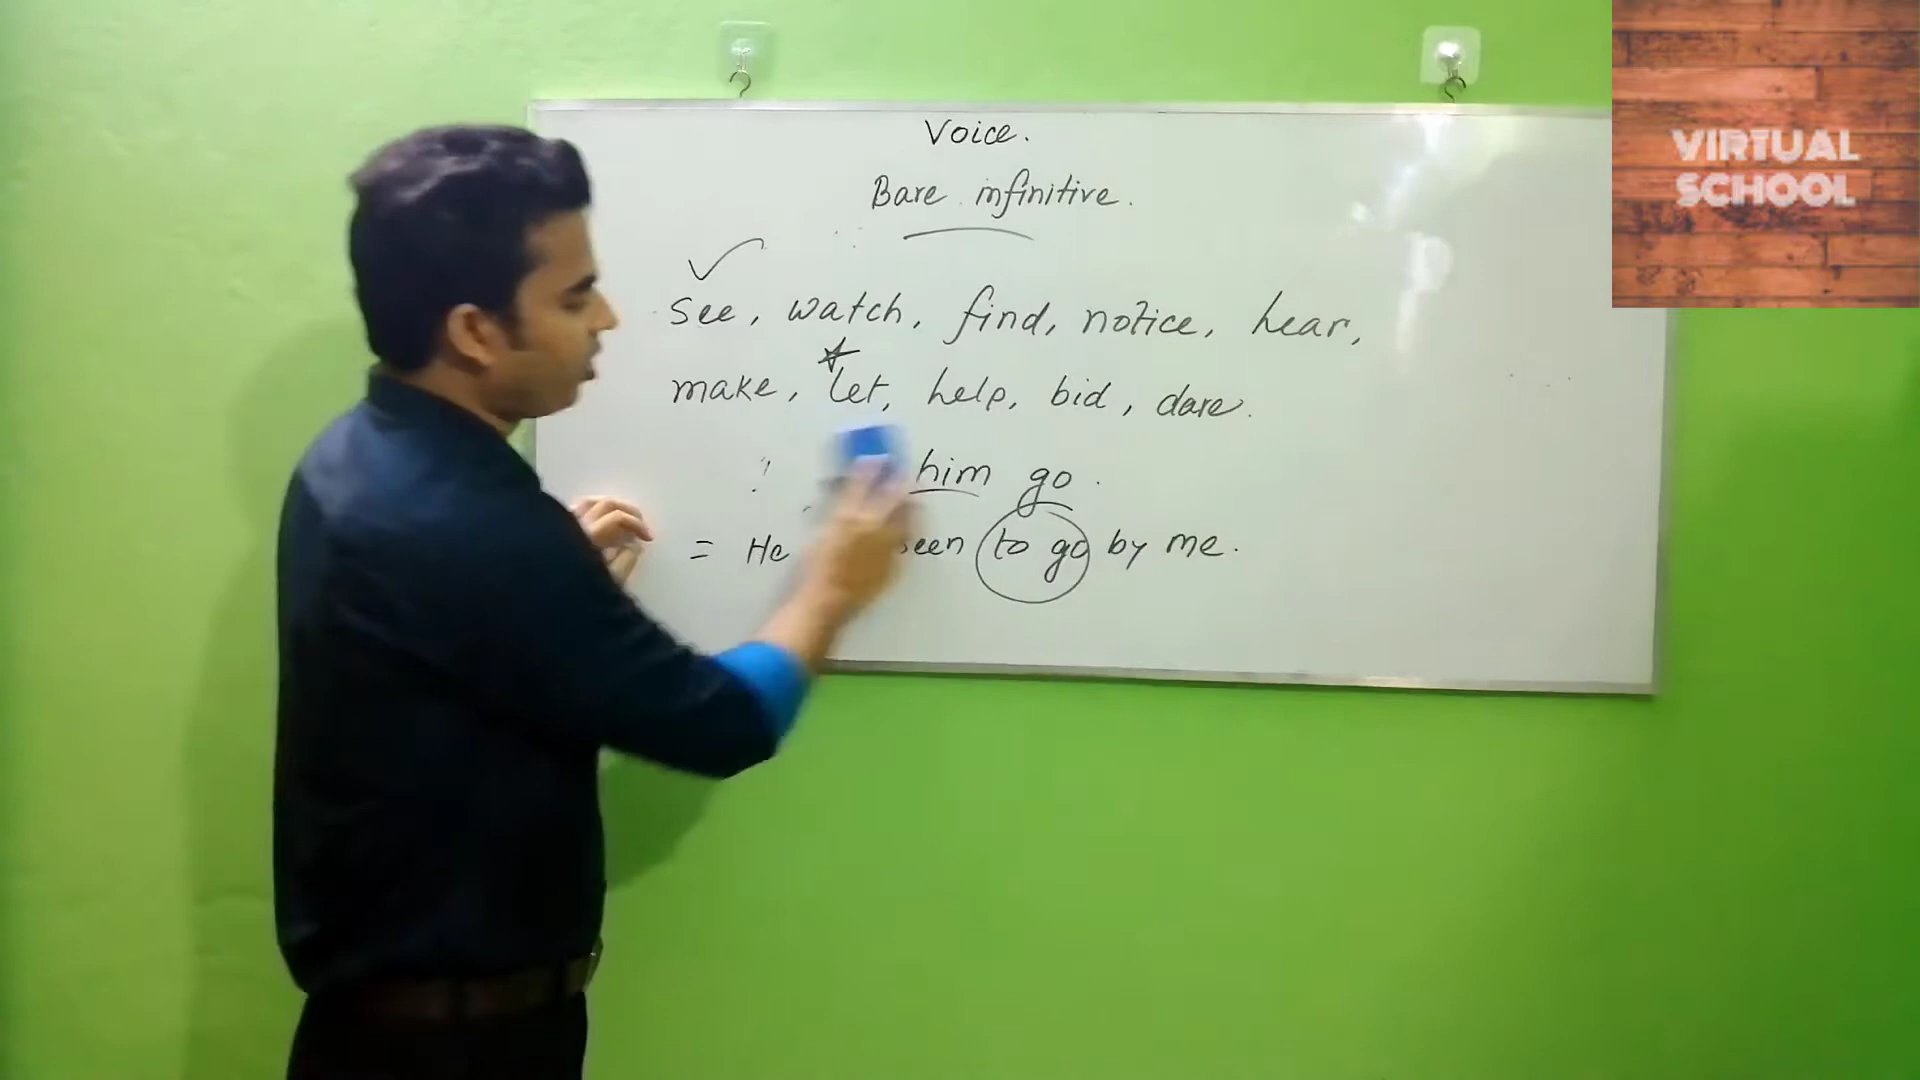 Voice.
Bare infinitive.
see, watch, find, notice, hear,
make, let, help, bid, dare.
him go.
= He seen to go by me.
VIRTUAL
SCHOOL